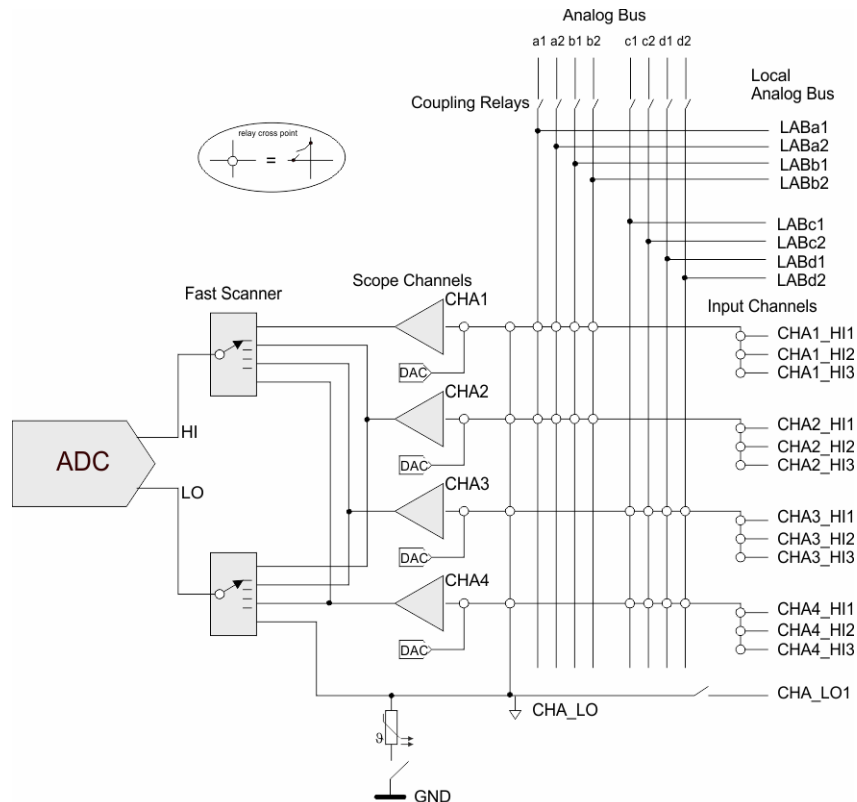 Analog Bus
a1 a2 b1 b2 c1 c2 d1 d2
Local
Analog Bus
Coupling Relays
LABa1
LABa2
LABb1
LABb2
relay cross point
=
LABc1
LABc2
LABd1
LABd2
Fast Scanner
Scope Channels
Input Channels
CHA1
CHA1_HI1
CHA1_HI2
CHA1_HI3
DAC
CHA2
CHA2_HI1
CHA2_HI2
CHA2_HI3
DAC
HI
ADC
LO
CHA3
CHA3_HI1
CHA3_HI2
CHA3_HI3
DAC
CHA4
CHA4_HI1
CHA4_HI2
CHA4_HI3
DAC
CHA_LO1
CHA_LO
ϑ
GND